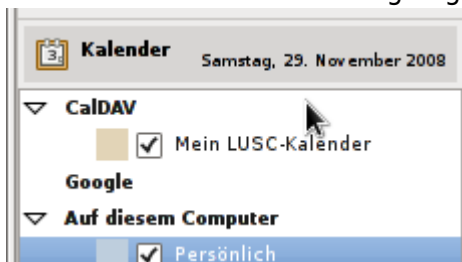 Kalender Samstag, 29. November 2008
CalDAV
Mein LUSC-Kalender
Google
Auf diesem Computer
Persönlich